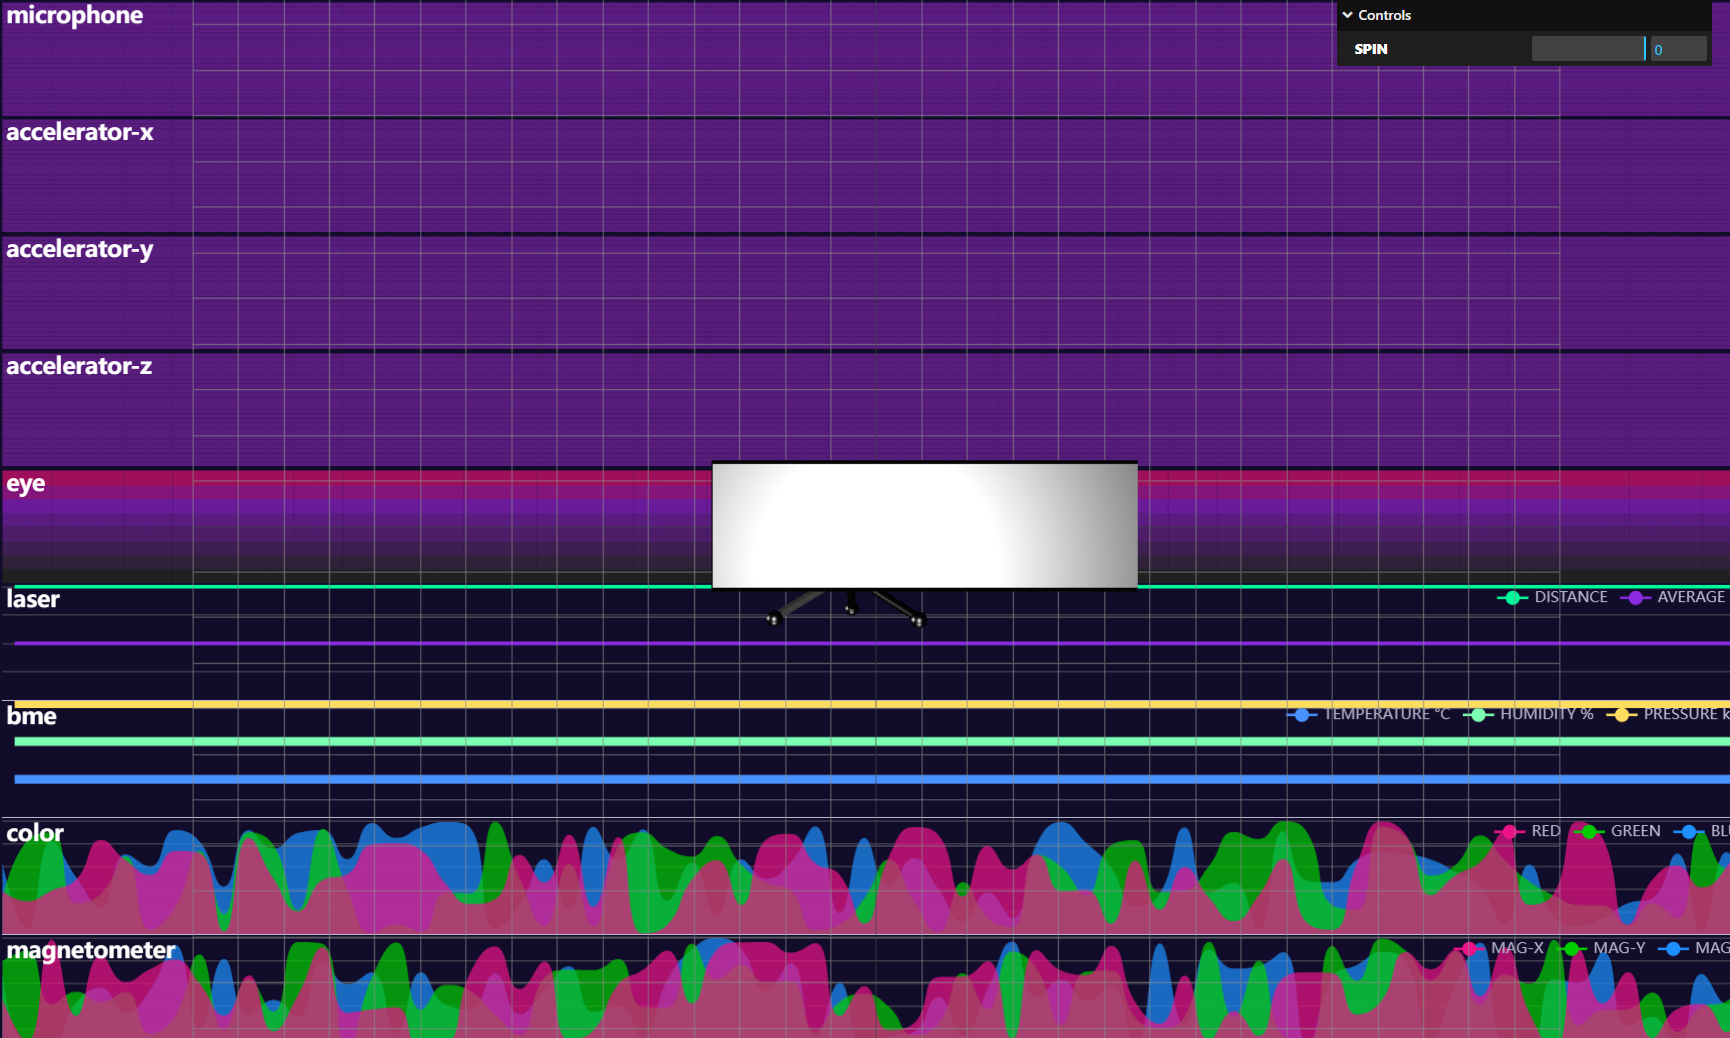 microphone
Controls
SPIN 0
accelerator-x
accelerator-y
accelerator-z
eye
laser
DISTANCE AVERAGE
bme
TEMPERATURE °C HUMIDITY % PRESSURE k
color
RED GREEN BLU
magnetometer
MAG-X MAG-Y MAG